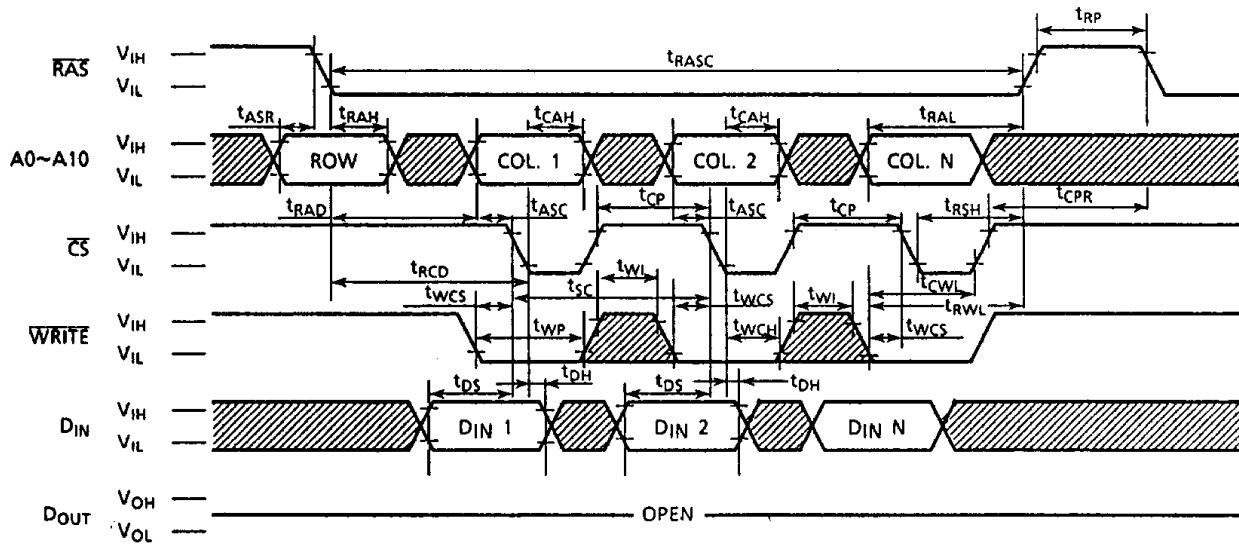 tRP
VIH
RAS
tRASC
VIL
tASR tRAH tCAH tCAH tRAL
VIH
A0~A10 ROW COL. 1 COL. 2 COL. N
VIL
tRAD tASC tCP tASC tCP tRSH tCPR
VIH
CS
VIL
tRCD tWI tCWL
tWCS tSC tWCS tWI tRWL
VIH
WRITE tWP tWCH tWCS
VIL
tDS tDH tDS tDH
VIH
DIN DIN 1 DIN 2 DIN N
VIL
VOH
DOUT OPEN
VOL